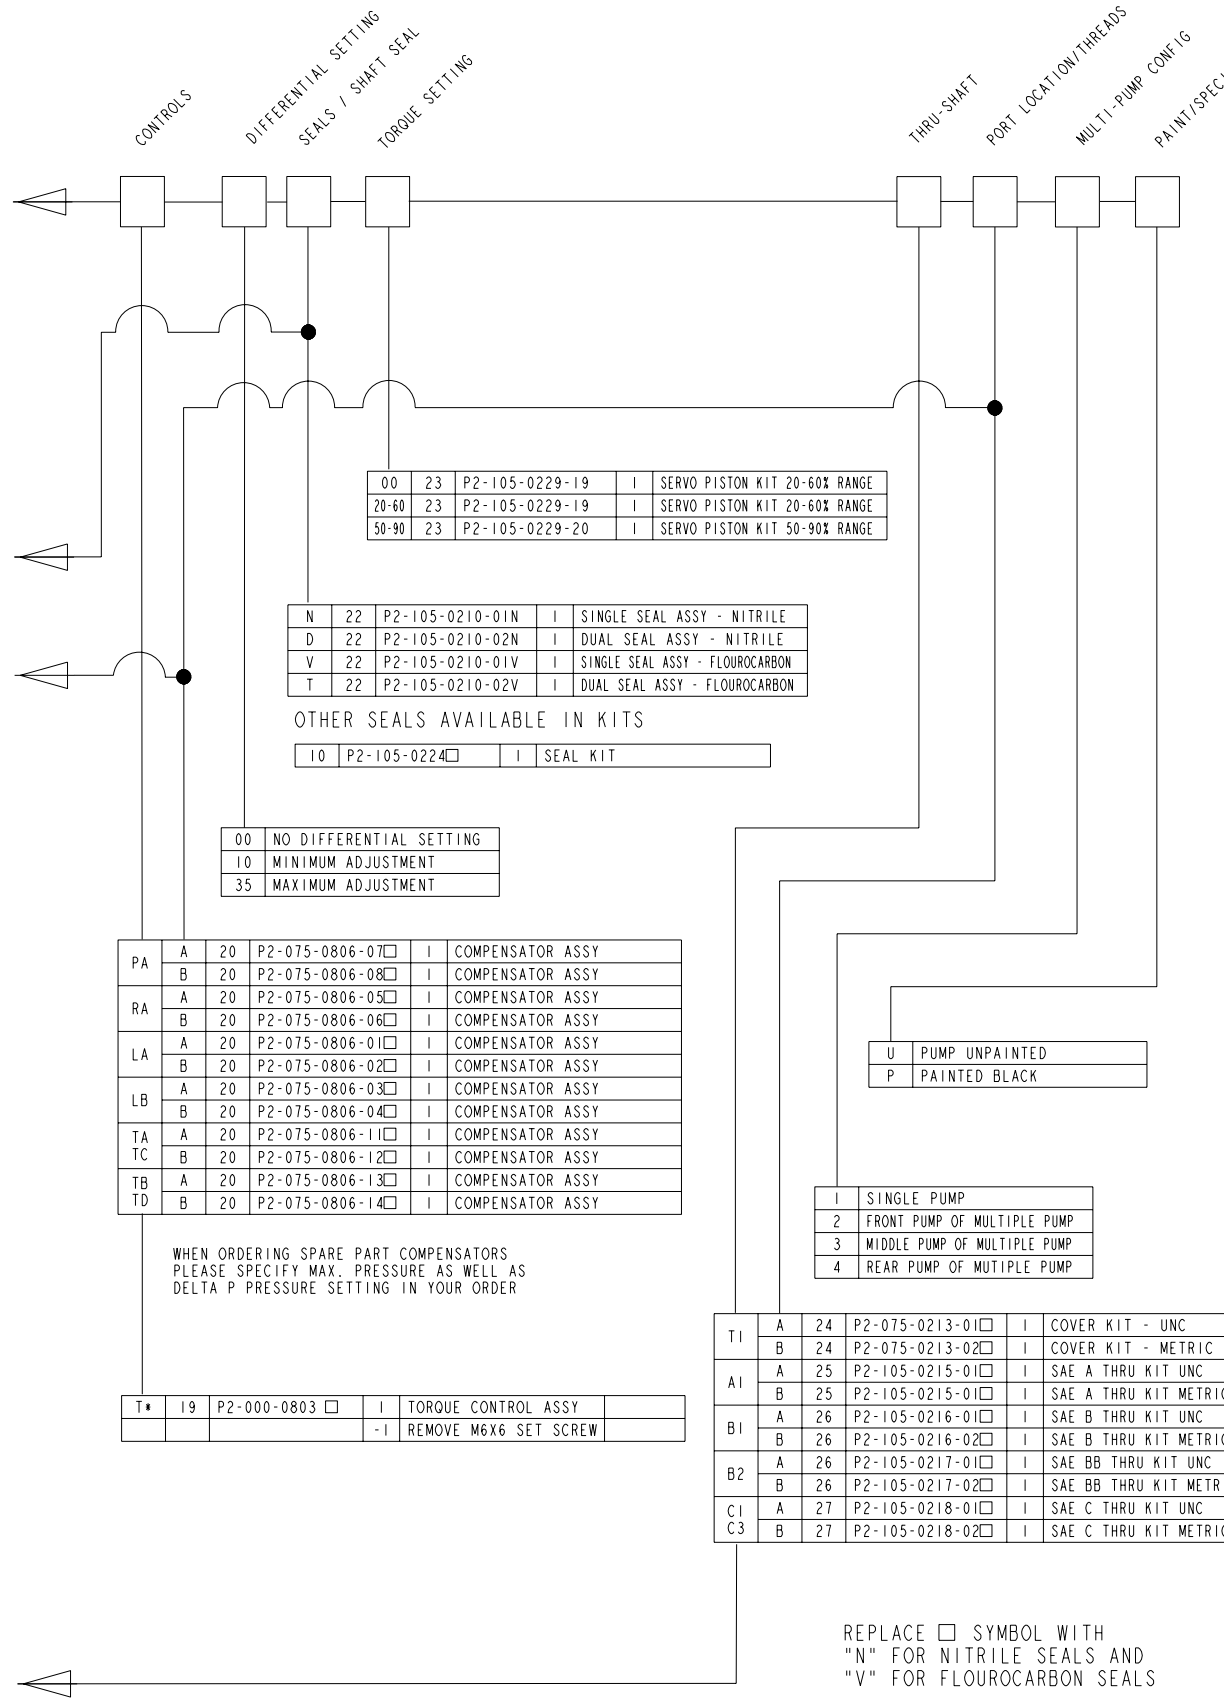 CONTROLS
DIFFERENTIAL SETTING
SEALS / SHAFT SEAL
TORQUE SETTING
THRU-SHAFT
PORT LOCATION/THREADS
MULTI-PUMP CONFIG
PAINT/SPECI
00 23 P2-105-0229-19 1 SERVO PISTON KIT 20-60% RANGE
20-60 23 P2-105-0229-19 1 SERVO PISTON KIT 20-60% RANGE
50-90 23 P2-105-0229-20 1 SERVO PISTON KIT 50-90% RANGE
N 22 P2-105-0210-01N 1 SINGLE SEAL ASSY - NITRILE
D 22 P2-105-0210-02N 1 DUAL SEAL ASSY - NITRILE
V 22 P2-105-0210-01V 1 SINGLE SEAL ASSY - FLOUROCARBON
T 22 P2-105-0210-02V 1 DUAL SEAL ASSY - FLOUROCARBON
OTHER SEALS AVAILABLE IN KITS
10 P2-105-0224□ 1 SEAL KIT
00 NO DIFFERENTIAL SETTING
10 MINIMUM ADJUSTMENT
35 MAXIMUM ADJUSTMENT
PA A 20 P2-075-0806-07□ 1 COMPENSATOR ASSY
B 20 P2-075-0806-08□ 1 COMPENSATOR ASSY
RA A 20 P2-075-0806-05□ 1 COMPENSATOR ASSY
B 20 P2-075-0806-06□ 1 COMPENSATOR ASSY
LA A 20 P2-075-0806-01□ 1 COMPENSATOR ASSY
B 20 P2-075-0806-02□ 1 COMPENSATOR ASSY
LB A 20 P2-075-0806-03□ 1 COMPENSATOR ASSY
B 20 P2-075-0806-04□ 1 COMPENSATOR ASSY
TA A 20 P2-075-0806-11□ 1 COMPENSATOR ASSY
TC B 20 P2-075-0806-12□ 1 COMPENSATOR ASSY
TB A 20 P2-075-0806-13□ 1 COMPENSATOR ASSY
TD B 20 P2-075-0806-14□ 1 COMPENSATOR ASSY
WHEN ORDERING SPARE PART COMPENSATORS
PLEASE SPECIFY MAX. PRESSURE AS WELL AS
DELTA P PRESSURE SETTING IN YOUR ORDER
T* 19 P2-000-0803 □ 1 TORQUE CONTROL ASSY
-1 REMOVE M6X6 SET SCREW
U PUMP UNPAINTED
P PAINTED BLACK
1 SINGLE PUMP
2 FRONT PUMP OF MULTIPLE PUMP
3 MIDDLE PUMP OF MULTIPLE PUMP
4 REAR PUMP OF MUTIPLE PUMP
T1 A 24 P2-075-0213-01□ 1 COVER KIT - UNC
B 24 P2-075-0213-02□ 1 COVER KIT - METRIC
A1 A 25 P2-105-0215-01□ 1 SAE A THRU KIT UNC
B 25 P2-105-0215-01□ 1 SAE A THRU KIT METRIC
B1 A 26 P2-105-0216-01□ 1 SAE B THRU KIT UNC
B 26 P2-105-0216-02□ 1 SAE B THRU KIT METRIC
B2 A 26 P2-105-0217-01□ 1 SAE BB THRU KIT UNC
B 26 P2-105-0217-02□ 1 SAE BB THRU KIT METR
C1 A 27 P2-105-0218-01□ 1 SAE C THRU KIT UNC
C3 B 27 P2-105-0218-02□ 1 SAE C THRU KIT METRIC
REPLACE □ SYMBOL WITH
"N" FOR NITRILE SEALS AND
"V" FOR FLOUROCARBON SEALS